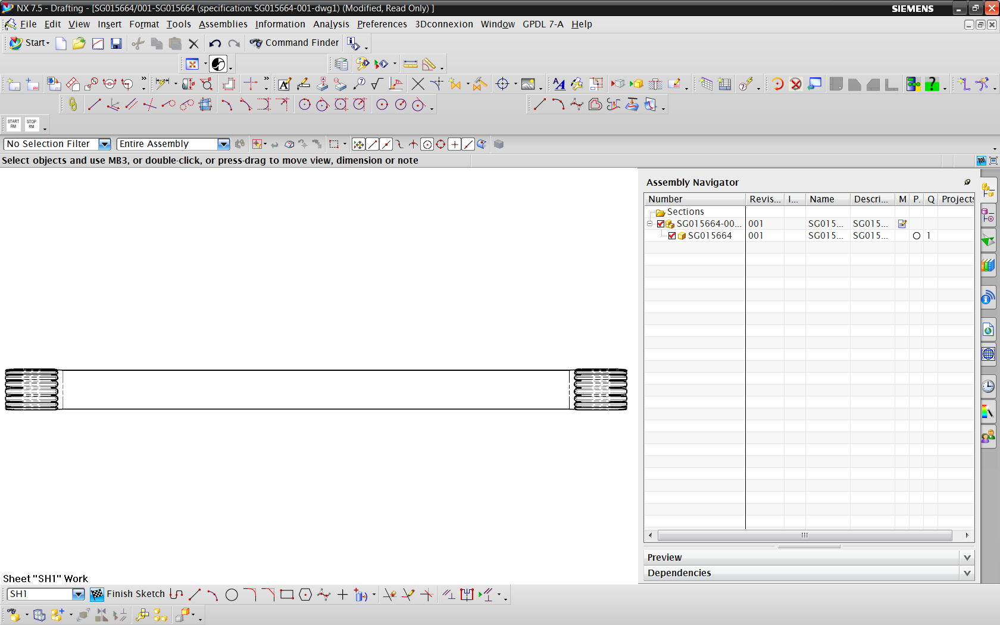 NX 7.5 - Drafting - [SG015664/001-SG015664 (specification: SG015664-001-dwg1) (Modified, Read Only) ]
SIEMENS
File Edit View Insert Format Tools Assemblies Information Analysis Preferences 3Dconnexion Window GPDL 7-A Help
Start
Command Finder
START RM
STOP RM
No Selection Filter
Entire Assembly
Select objects and use MB3, or double-click, or press-drag to move view, dimension or note
Assembly Navigator
Number Revis... I... Name Descri... M P. Q Projects
Sections
SG015664-00... 001 SG015... SG015...
SG015664 001 SG015... SG015... 1
Preview
Dependencies
Sheet "SH1" Work
SH1
Finish Sketch